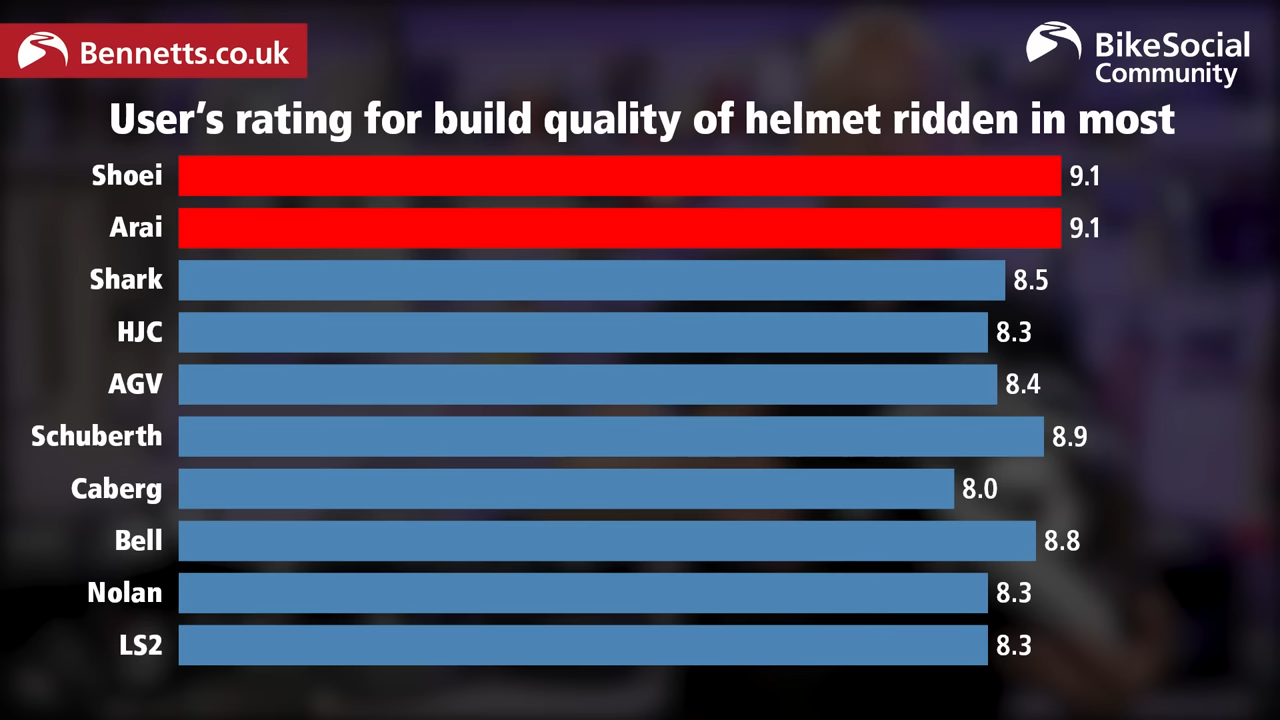 Bennetts.co.uk
BikeSocial
Community
User's rating for build quality of helmet ridden in most
Shoei 9.1
Arai 9.1
Shark 8.5
HJC 8.3
AGV 8.4
Schuberth 8.9
Caberg 8.0
Bell 8.8
Nolan 8.3
LS2 8.3